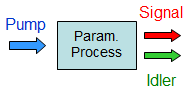 Signal
Pump
Param.
Process
Idler